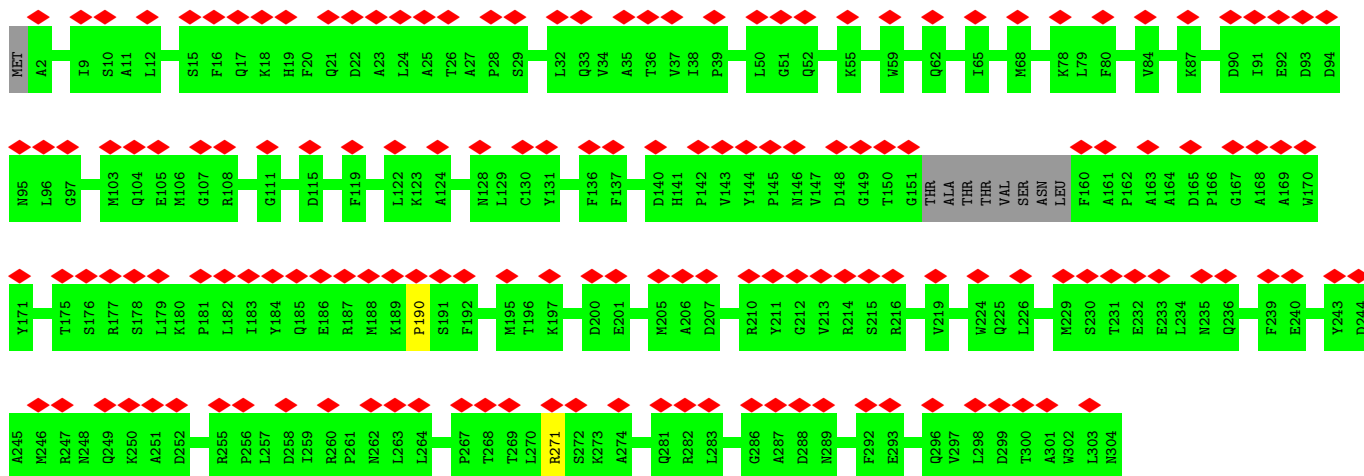 MET A2 I9 S10 A11 L12 S15 F16 Q17 K18 H19 F20 Q21 D22 A23 L24 A25 T26 A27 P28 S29 L32 Q33 V34 A35 T36 V37 I38 P39 L50 G51 Q52 K55 W59 Q62 I65 M68 K78 L79 F80 V84 K87 D90 I91 E92 D93 D94
N95 L96 G97 M103 Q104 E105 M106 G107 R108 G111 D115 F119 L122 K123 A124 N128 L129 C130 Y131 F136 F137 D140 H141 P142 V143 Y144 P145 N146 V147 D148 G149 T150 G151 THR ALA THR THR VAL SER ASN LEU F160 A161 P162 A163 A164 D165 P166 G167 A168 A169 W170
Y171 T175 S176 R177 S178 L179 K180 P181 L182 I183 Y184 Q185 E186 R187 M188 K189 P190 S191 F192 M195 T196 K197 D200 E201 M205 A206 D207 R210 Y211 G212 V213 R214 S215 R216 V219 W224 Q225 L226 M229 S230 T231 E232 E233 L234 N235 Q236 F239 E240 Y243 D244
A245 M246 R247 N248 Q249 K250 A251 D252 R255 P256 L257 D258 I259 R260 P261 N262 L263 L264 P267 T268 T269 L270 R271 S272 K273 A274 Q281 R282 L283 G286 A287 D288 N289 F292 E293 Q296 V297 L298 D299 T300 A301 W302 L303 N304